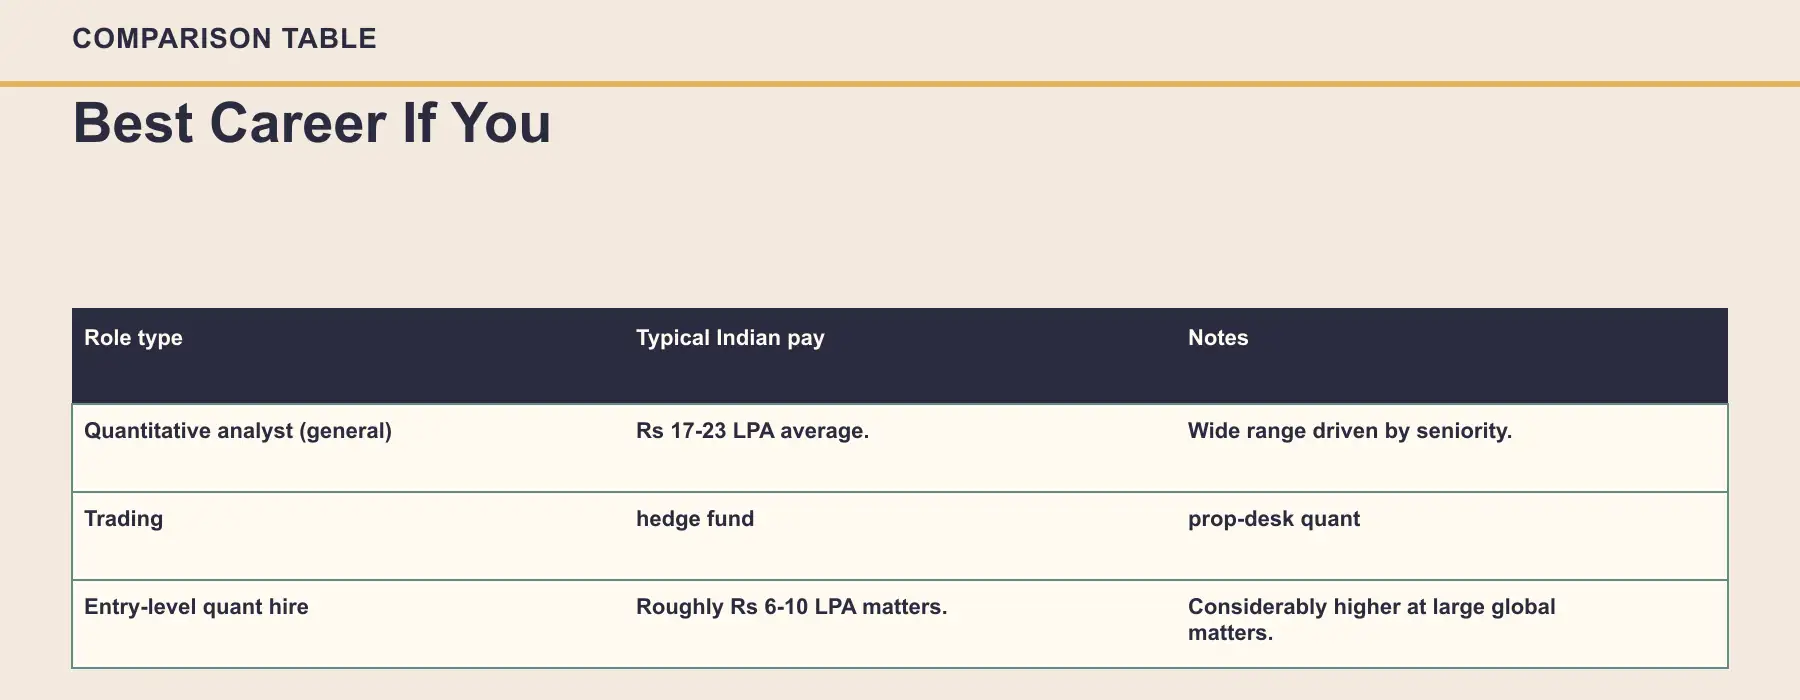 COMPARISON TABLE
Best Career If You
Role type
Typical Indian pay
Notes
Quantitative analyst (general)
Rs 17-23 LPA average.
Wide range driven by seniority.
Trading
hedge fund
prop-desk quant
Entry-level quant hire
Roughly Rs 6-10 LPA matters.
Considerably higher at large global
matters.